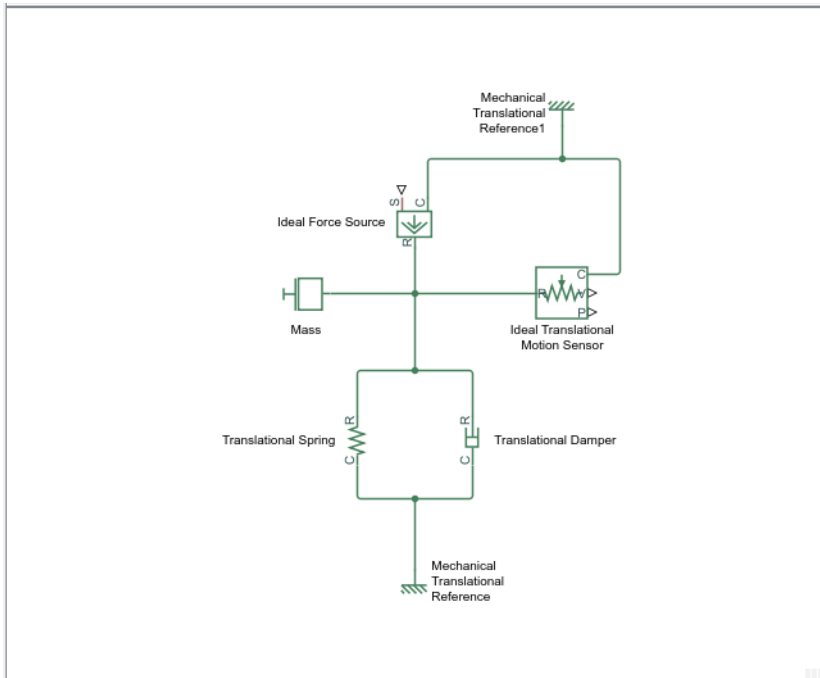 Mechanical
Translational
Reference1
S
C
Ideal Force Source
R
C
R
V
P
Mass
Ideal Translational
Motion Sensor
R
R
Translational Spring
Translational Damper
C
C
Mechanical
Translational
Reference